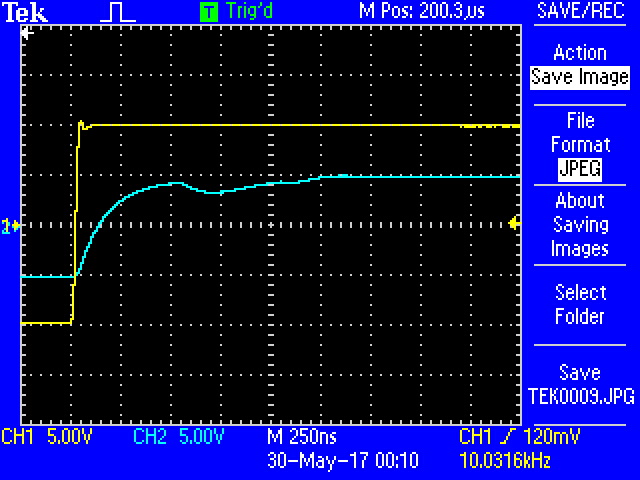 Tek T Trig'd M Pos: 200.3µs SAVE/REC
Action
Save Image
File
Format
JPEG
About
Saving
Images
Select
Folder
Save
TEK0009.JPG
CH1 5.00V CH2 5.00V M 250ns CH1 120mV
30-May-17 00:10 10.0316kHz